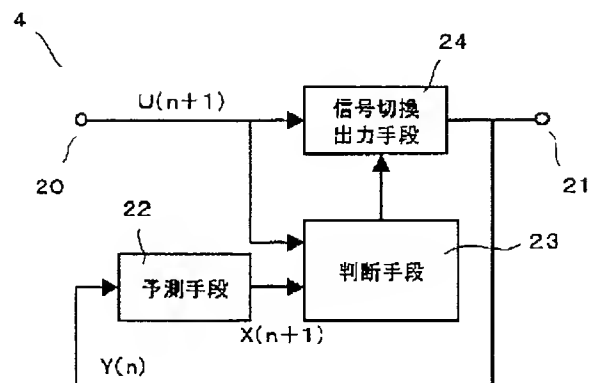 4
24
U(n+1)
信号切換
出力手段
20
21
22
23
予測手段
判断手段
X(n+1)
Y(n)